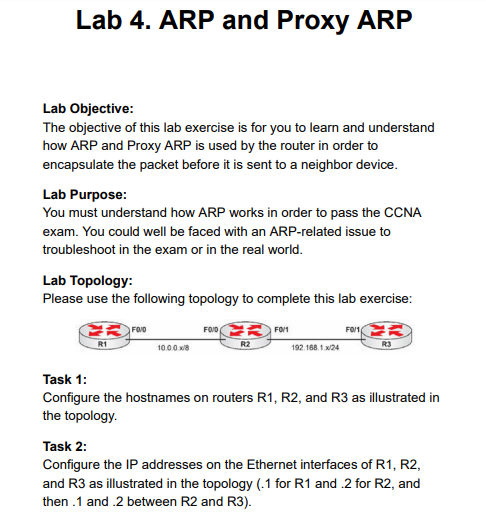 Lab 4. ARP and Proxy ARP
Lab Objective:
The objective of this lab exercise is for you to learn and understand
how ARP and Proxy ARP is used by the router in order to
encapsulate the packet before it is sent to a neighbor device.
Lab Purpose:
You must understand how ARP works in order to pass the CCNA
exam. You could well be faced with an ARP-related issue to
troubleshoot in the exam or in the real world.
Lab Topology:
Please use the following topology to complete this lab exercise:
F0/0 F0/0 F0/1 F0/1
R1 10.0.0.x/8 R2 192.168.1.x/24 R3
Task 1:
Configure the hostnames on routers R1, R2, and R3 as illustrated in
the topology.
Task 2:
Configure the IP addresses on the Ethernet interfaces of R1, R2,
and R3 as illustrated in the topology (.1 for R1 and .2 for R2, and
then .1 and .2 between R2 and R3).